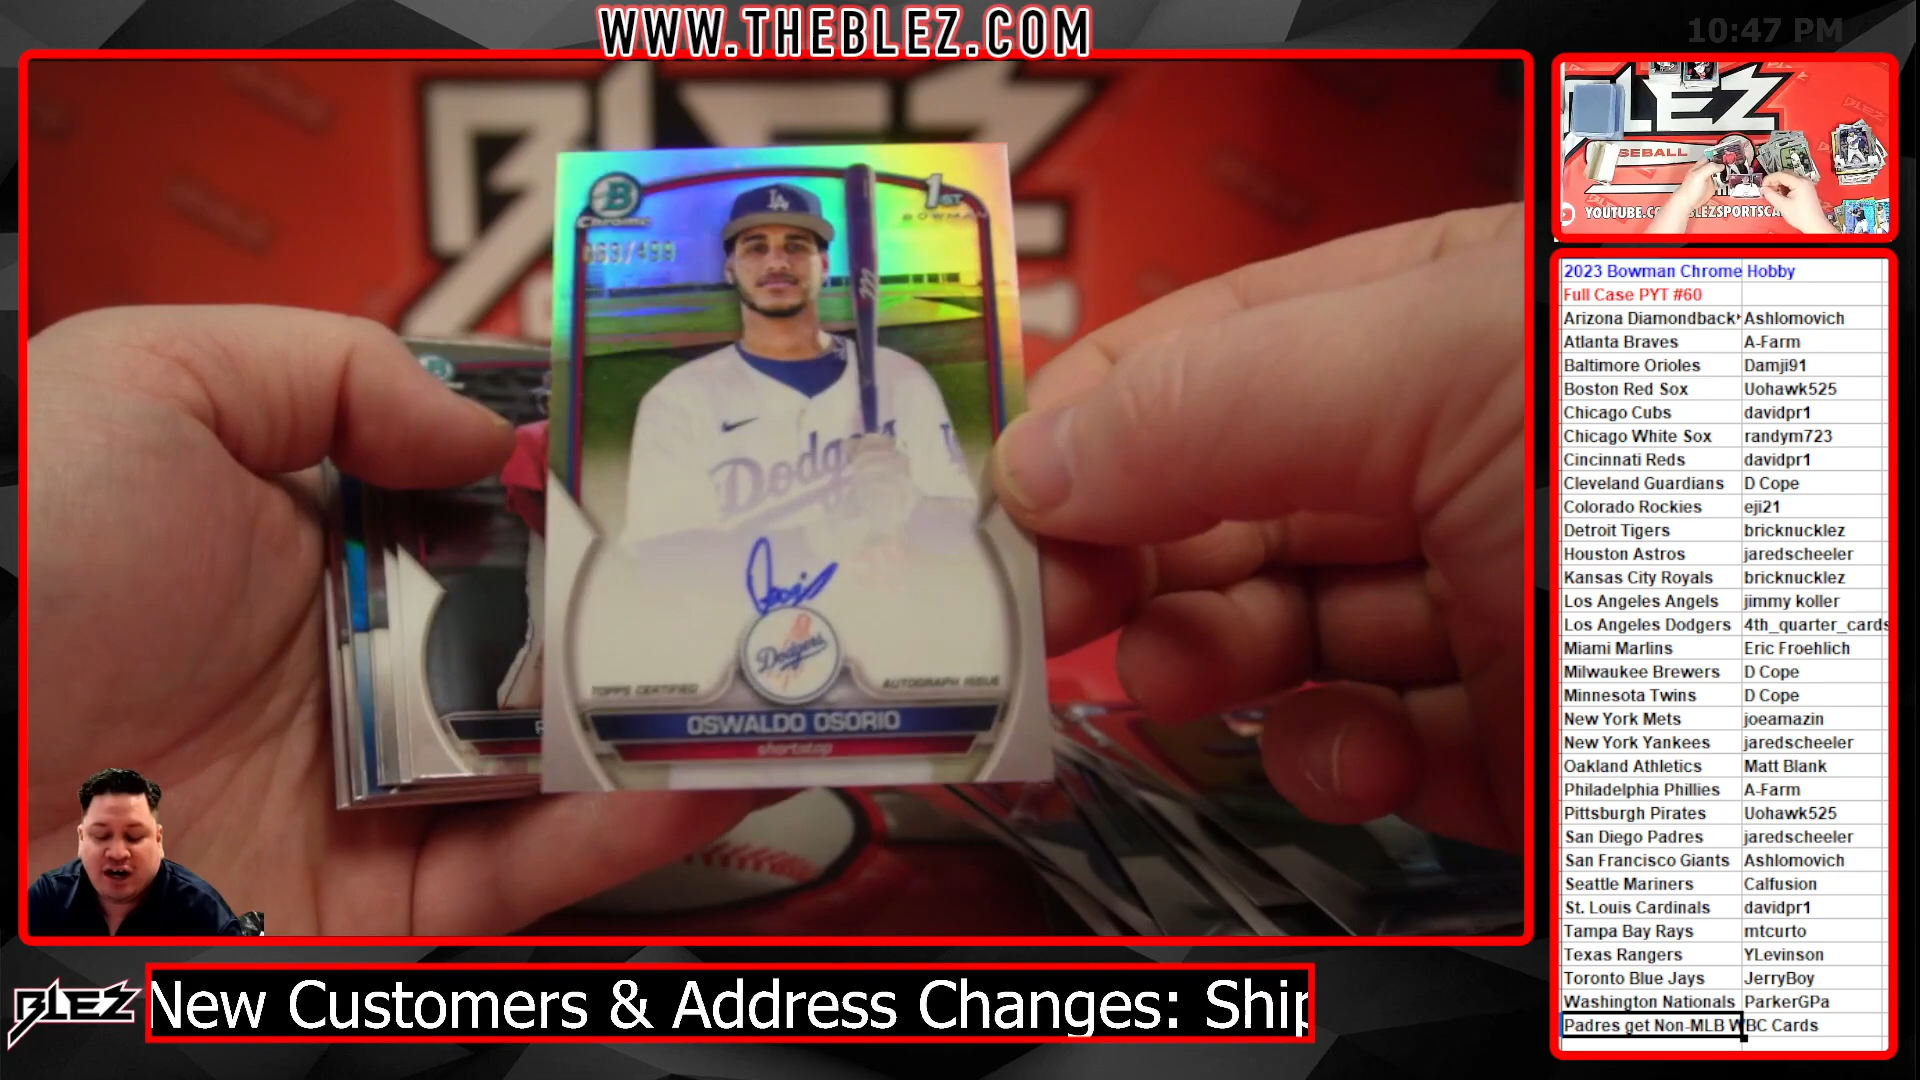 WWW.THEBLEZ.COM
10:47 PM
BLEZ
B
Chrome
1ST
BOWMAN
069/499
LA
Dodgers
Dodgers
TOPPS CERTIFIED
AUTOGRAPH ISSUE
OSWALDO OSORIO
shortstop
BLEZ
New Customers & Address Changes: Ship
LEZ
SEBALL
2023 Bowman Chrome Hobby
Full Case PYT #60
Arizona Diamondback Ashlomovich
Atlanta Braves A-Farm
Baltimore Orioles Damji91
Boston Red Sox Uohawk525
Chicago Cubs davidpr1
Chicago White Sox randym723
Cincinnati Reds davidpr1
Cleveland Guardians D Cope
Colorado Rockies eji21
Detroit Tigers bricknucklez
Houston Astros jaredscheeler
Kansas City Royals bricknucklez
Los Angeles Angels jimmy koller
Los Angeles Dodgers 4th_quarter_cards
Miami Marlins Eric Froehlich
Milwaukee Brewers D Cope
Minnesota Twins D Cope
New York Mets joeamazin
New York Yankees jaredscheeler
Oakland Athletics Matt Blank
Philadelphia Phillies A-Farm
Pittsburgh Pirates Uohawk525
San Diego Padres jaredscheeler
San Francisco Giants Ashlomovich
Seattle Mariners Calfusion
St. Louis Cardinals davidpr1
Tampa Bay Rays mtcurto
Texas Rangers YLevinson
Toronto Blue Jays JerryBoy
Washington Nationals ParkerGPa
Padres get Non-MLB WBC Cards